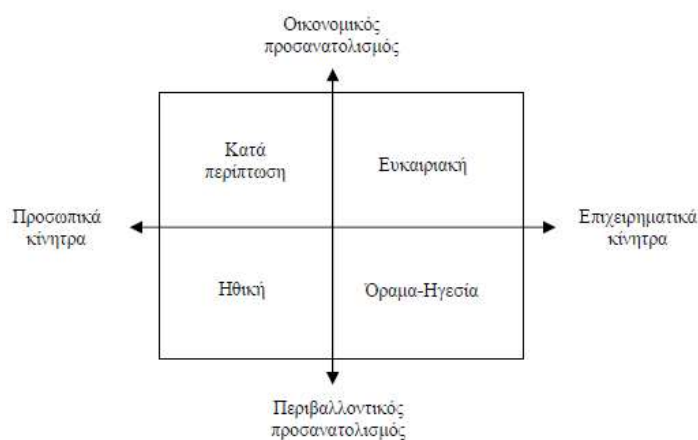 Οικονομικός
προσανατολισμός
Κατά
περίπτωση
Ευκαιριακή
Προσωπικά
κίνητρα
Επιχειρηματικά
κίνητρα
Ηθική
Όραμα-Ηγεσία
Περιβαλλοντικός
προσανατολισμός